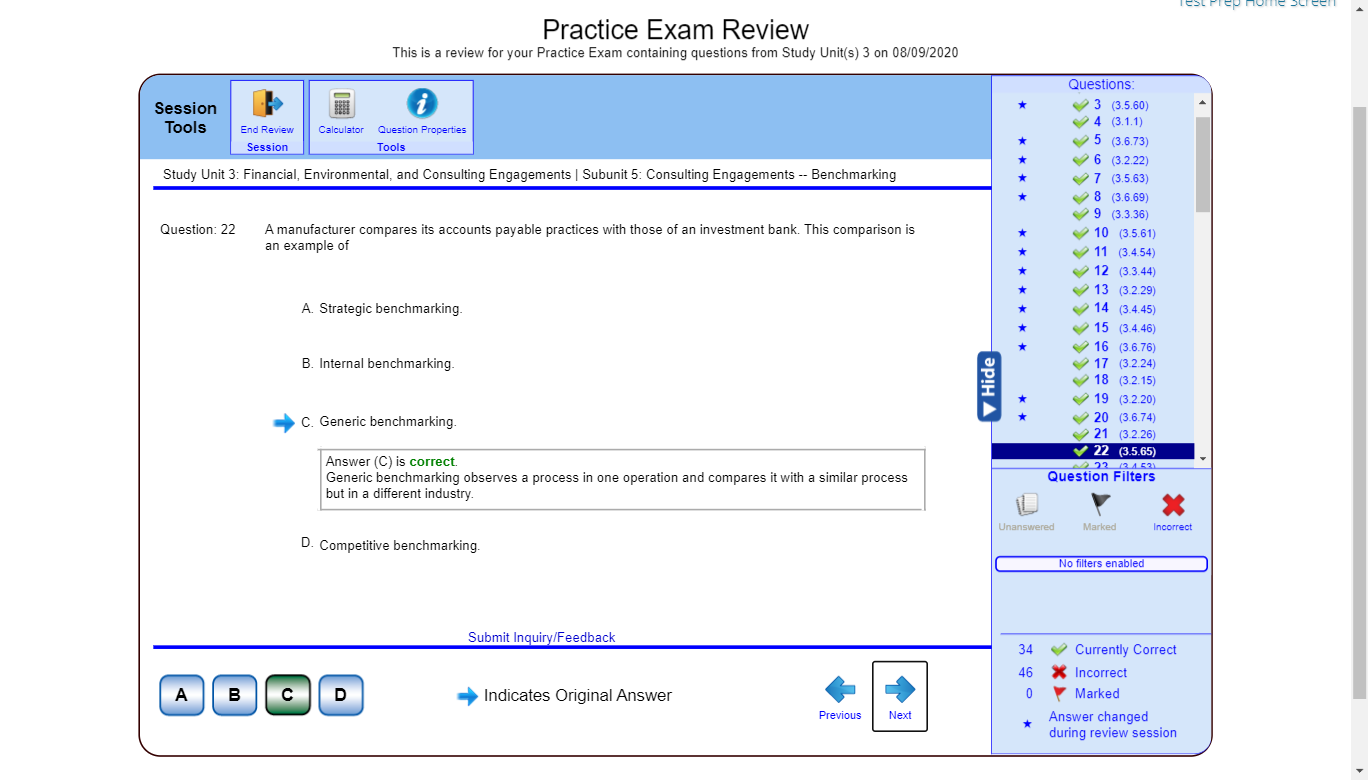 Test Prep Home Screen
Practice Exam Review
This is a review for your Practice Exam containing questions from Study Unit(s) 3 on 08/09/2020
Session Tools
End Review
Session
Calculator
Question Properties
Tools
Study Unit 3: Financial, Environmental, and Consulting Engagements | Subunit 5: Consulting Engagements -- Benchmarking
Question: 22
A manufacturer compares its accounts payable practices with those of an investment bank. This comparison is
an example of
A. Strategic benchmarking.
B. Internal benchmarking.
C. Generic benchmarking.
Answer (C) is correct.
Generic benchmarking observes a process in one operation and compares it with a similar process
but in a different industry.
D. Competitive benchmarking.
Submit Inquiry/Feedback
A B C D
Indicates Original Answer
Previous
Next
Hide
Questions:
3 (3.5.60)
4 (3.1.1)
5 (3.6.73)
6 (3.2.22)
7 (3.5.63)
8 (3.6.69)
9 (3.3.36)
10 (3.5.61)
11 (3.4.54)
12 (3.3.44)
13 (3.2.29)
14 (3.4.45)
15 (3.4.46)
16 (3.6.76)
17 (3.2.24)
18 (3.2.15)
19 (3.2.20)
20 (3.6.74)
21 (3.2.26)
22 (3.5.65)
23 (3.4.53)
Question Filters
Unanswered
Marked
Incorrect
No filters enabled
34 Currently Correct
46 Incorrect
0 Marked
Answer changed
during review session